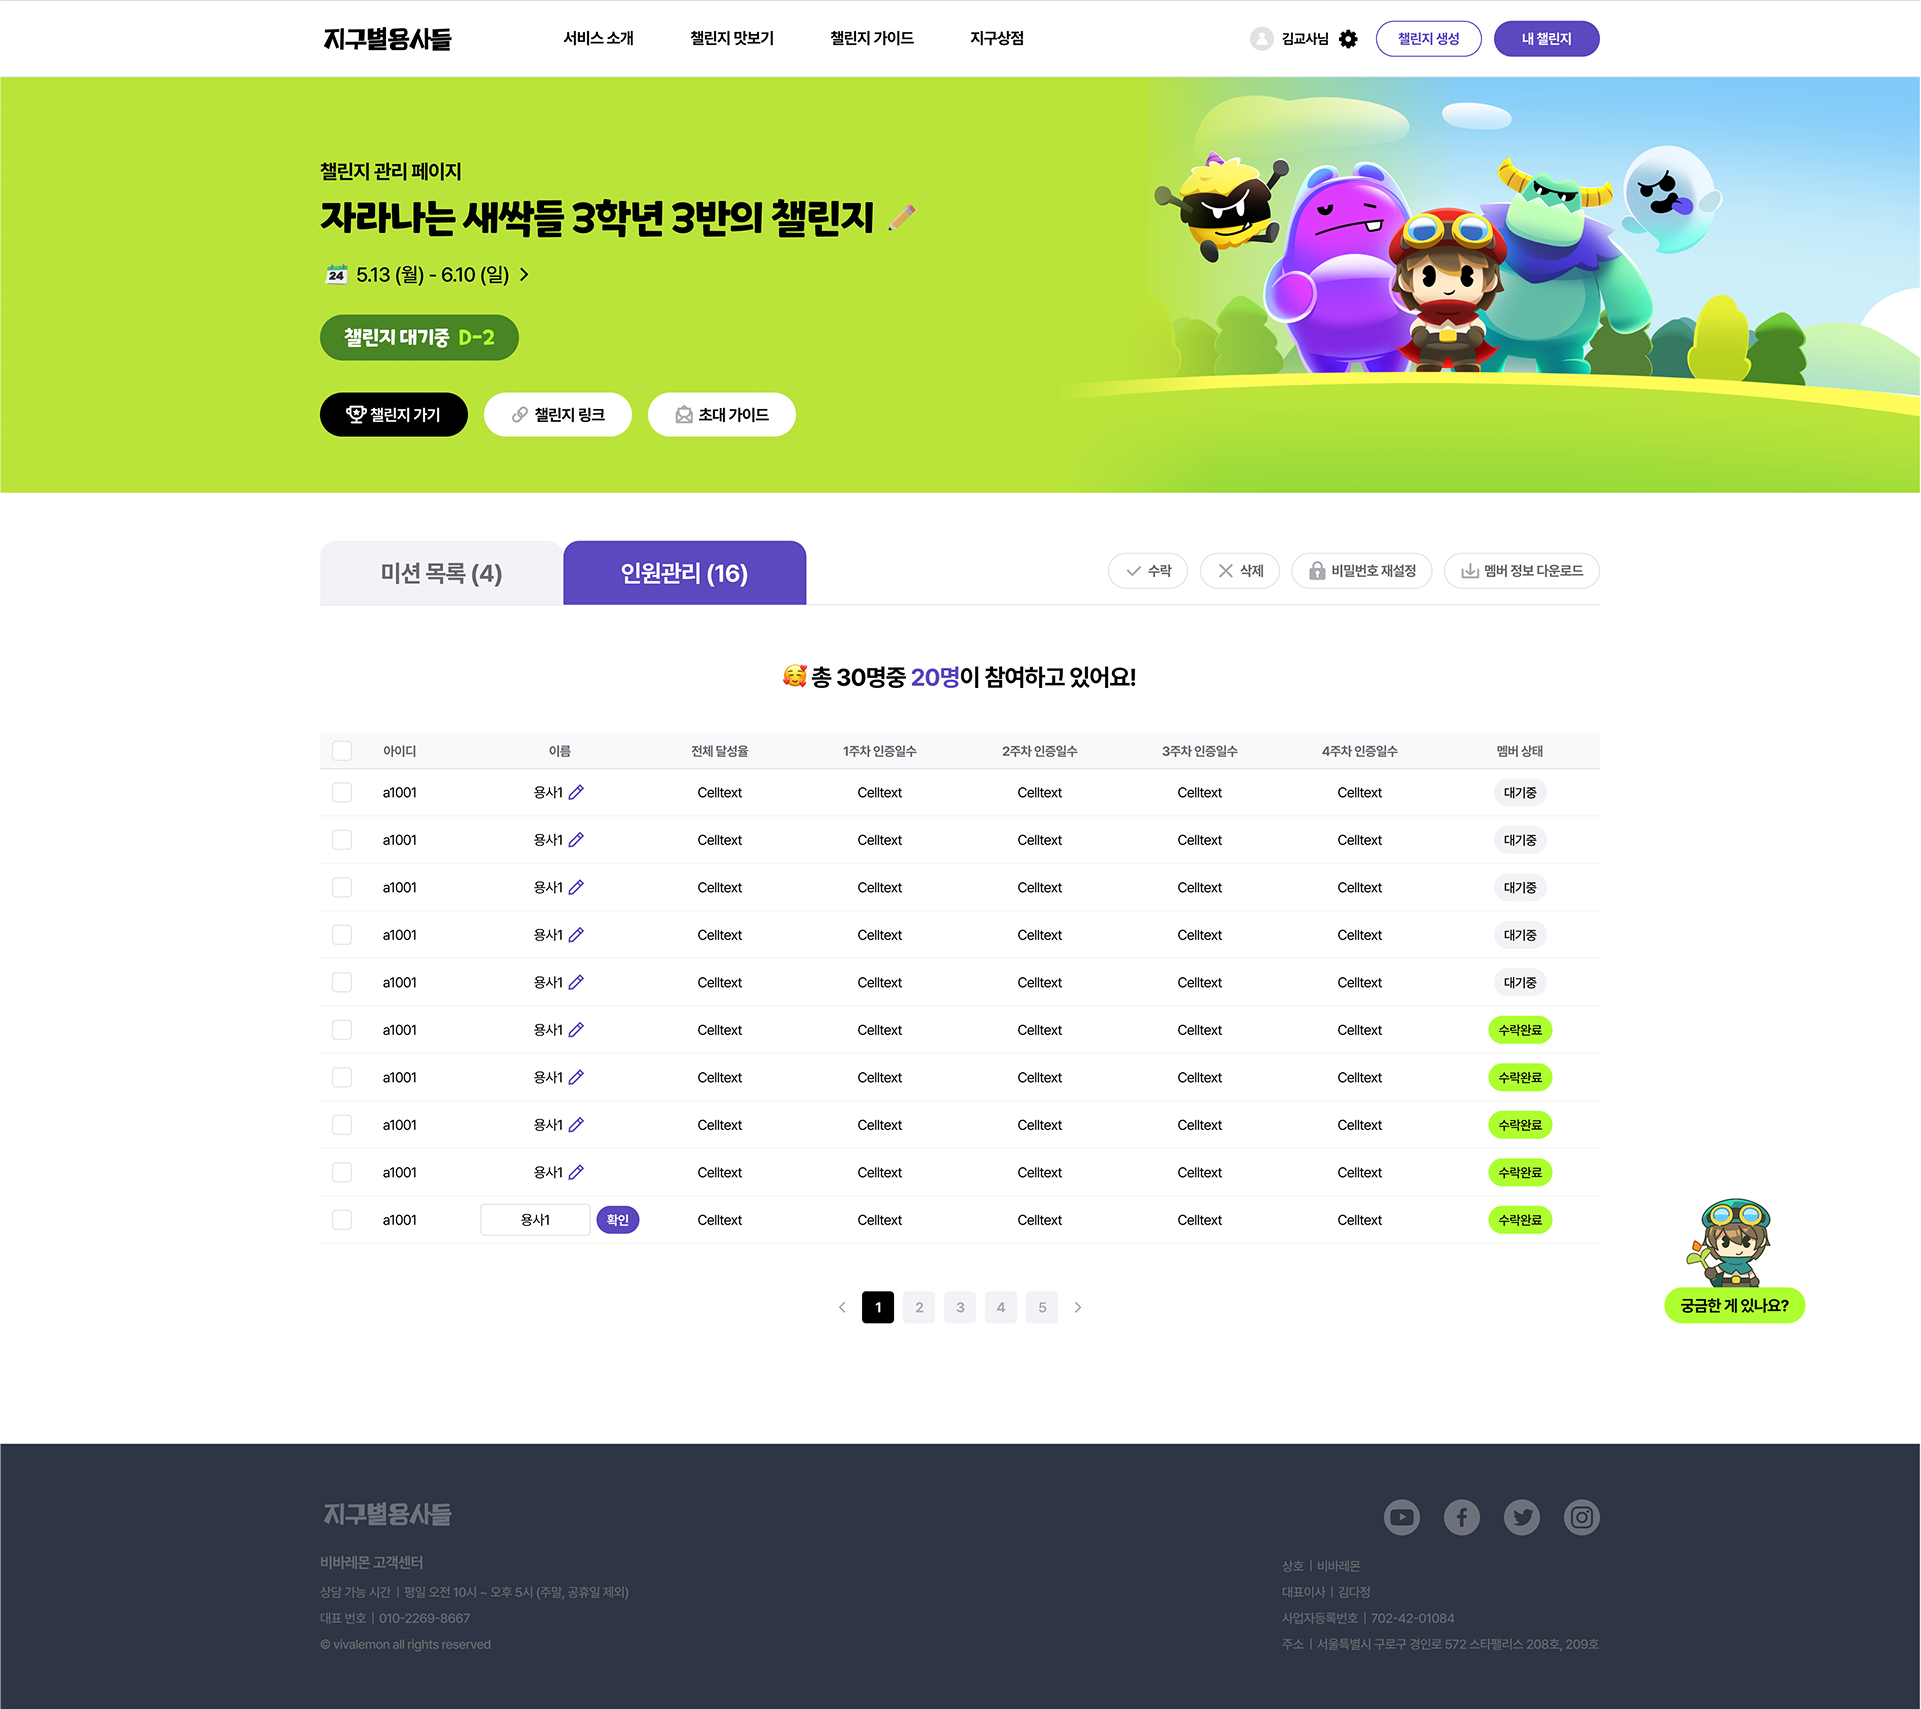 지구별용사들 서비스 소개 챌린지 맛보기 챌린지 가이드 지구상점 김교사님 챌린지 생성 내 챌린지
챌린지 관리 페이지
자라나는 새싹들 3학년 3반의 챌린지
24 5.13 (월) - 6.10 (일)
챌린지 대기중 D-2
챌린지 가기 챌린지 링크 초대 가이드
미션 목록 (4) 인원관리 (16) 수락 삭제 비밀번호 재설정 멤버 정보 다운로드
총 30명중 20명이 참여하고 있어요!
아이디 이름 전체 달성율 1주차 인증일수 2주차 인증일수 3주차 인증일수 4주차 인증일수 멤버 상태
a1001 용사1 Celltext Celltext Celltext Celltext Celltext 대기중
a1001 용사1 Celltext Celltext Celltext Celltext Celltext 대기중
a1001 용사1 Celltext Celltext Celltext Celltext Celltext 대기중
a1001 용사1 Celltext Celltext Celltext Celltext Celltext 대기중
a1001 용사1 Celltext Celltext Celltext Celltext Celltext 대기중
a1001 용사1 Celltext Celltext Celltext Celltext Celltext 수락완료
a1001 용사1 Celltext Celltext Celltext Celltext Celltext 수락완료
a1001 용사1 Celltext Celltext Celltext Celltext Celltext 수락완료
a1001 용사1 Celltext Celltext Celltext Celltext Celltext 수락완료
a1001 용사1 확인 Celltext Celltext Celltext Celltext Celltext 수락완료
1 2 3 4 5
궁금한 게 있나요?
지구별용사들
비바레몬 고객센터
상담 가능 시간 | 평일 오전 10시 ~ 오후 5시 (주말, 공휴일 제외)
대표 번호 | 010-2269-8667
© vivalemon all rights reserved
상호 | 비바레몬
대표이사 | 김다정
사업자등록번호 | 702-42-01084
주소 | 서울특별시 구로구 경인로 572 스타팰리스 208호, 209호